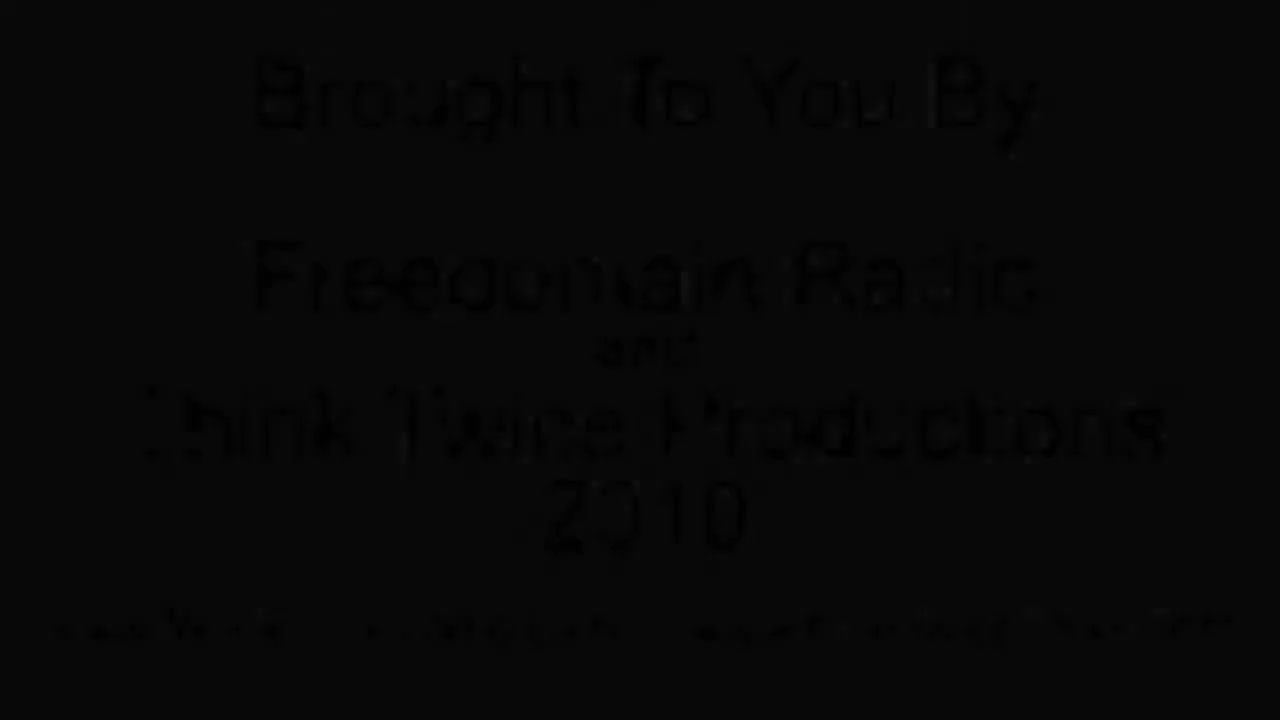 Brought To You By
Freedomain Radio
and
Think Twice Productions
2010